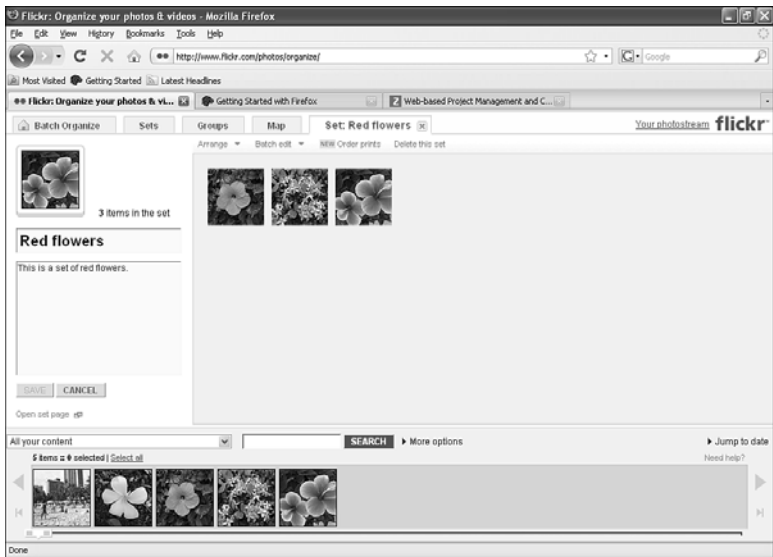 Flickr: Organize your photos & videos - Mozilla Firefox
File Edit View History Bookmarks Tools Help
http://www.flickr.com/photos/organize/
Google
Most Visited Getting Started Latest Headlines
Flickr: Organize your photos & vi... Getting Started with Firefox Web-based Project Management and C...
Batch Organize Sets Groups Map Set: Red flowers Your photostream flickr
Arrange Batch edit NEW Order prints Delete this set
3 items in the set
Red flowers
This is a set of red flowers.
SAVE CANCEL
Open set page
All your content SEARCH More options Jump to date
5 items = 0 selected | Select all Need help?
Done